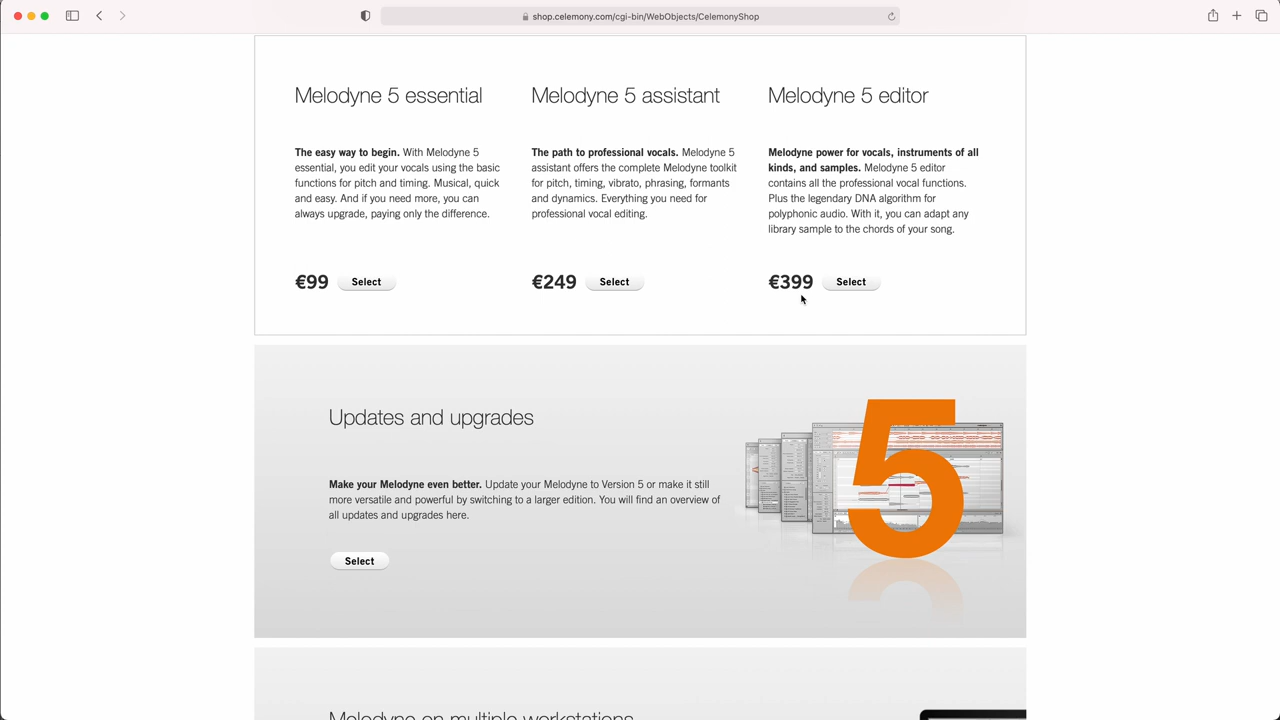 shop.celemony.com/cgi-bin/WebObjects/CelemonyShop
Melodyne 5 essential
The easy way to begin. With Melodyne 5
essential, you edit your vocals using the basic
functions for pitch and timing. Musical, quick
and easy. And if you need more, you can
always upgrade, paying only the difference.
€99 Select
Melodyne 5 assistant
The path to professional vocals. Melodyne 5
assistant offers the complete Melodyne toolkit
for pitch, timing, vibrato, phrasing, formants
and dynamics. Everything you need for
professional vocal editing.
€249 Select
Melodyne 5 editor
Melodyne power for vocals, instruments of all
kinds, and samples. Melodyne 5 editor
contains all the professional vocal functions.
Plus the legendary DNA algorithm for
polyphonic audio. With it, you can adapt any
library sample to the chords of your song.
€399 Select
Updates and upgrades
Make your Melodyne even better. Update your Melodyne to Version 5 or make it still
more versatile and powerful by switching to a larger edition. You will find an overview of
all updates and upgrades here.
Select
5
Melodyne on multiple workstations